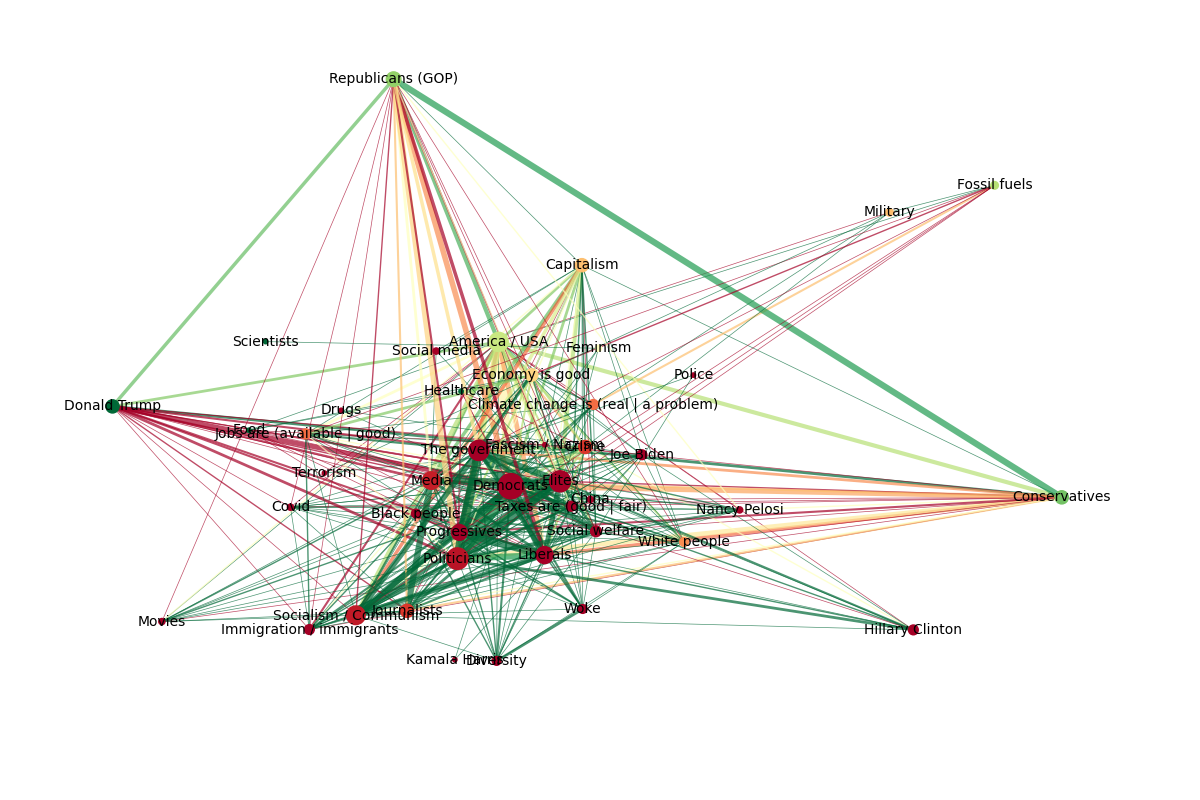 Republicans (GOP)
Fossil fuels
Military
Capitalism
Scientists
America / USA
Social media
Feminism
Economy is good
Police
Healthcare
Climate change is (real | a problem)
Donald Trump
Drugs
Food
Jobs are (available | good)
Fascism / Nazism
Crime
The government
Joe Biden
Terrorism
Media
Elites
Democrats
China
Conservatives
Covid
Taxes are (good | fair)
Nancy Pelosi
Black people
Progressives
Social welfare
White people
Politicians
Liberals
Woke
Journalists
Socialism / Communism
Movies
Immigration / Immigrants
Hillary Clinton
Kamala Harris
Diversity